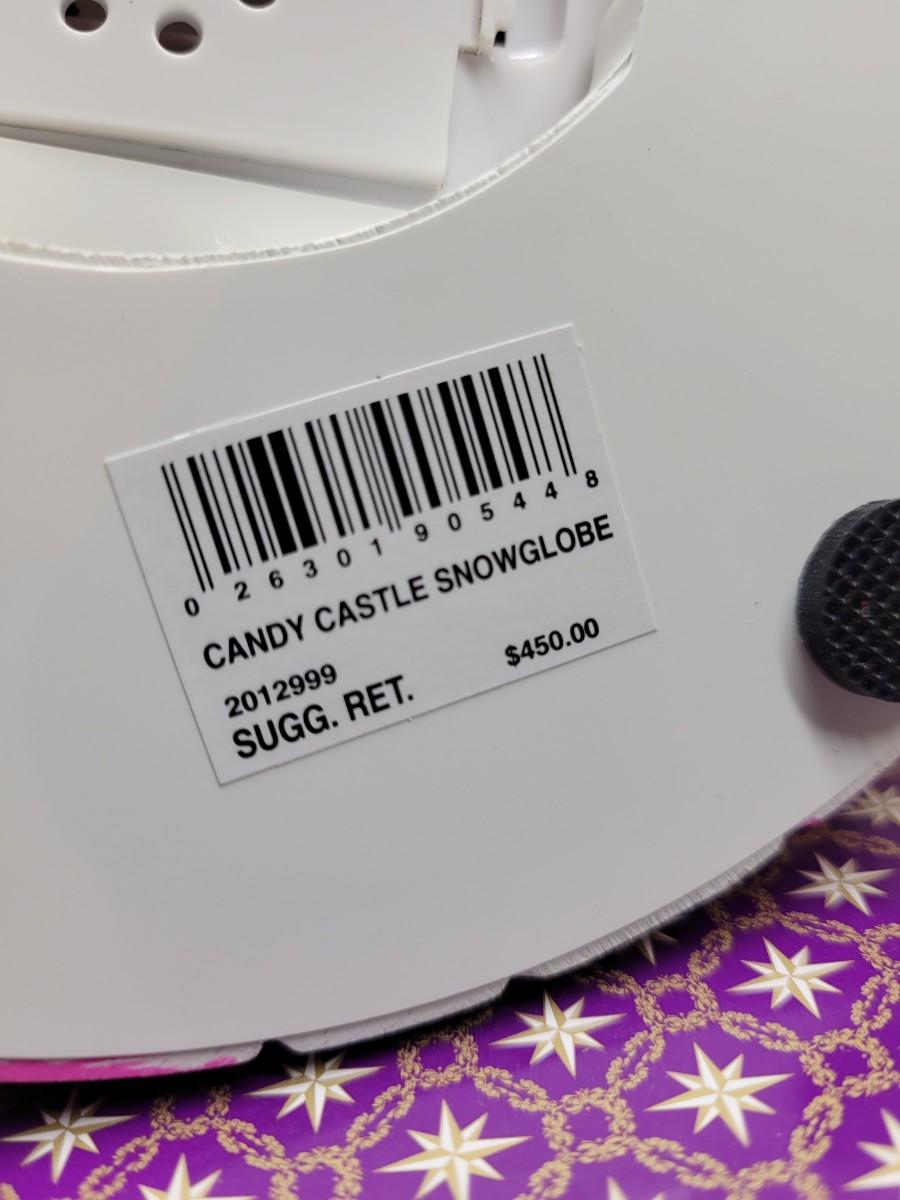 0 26301 90544 8
CANDY CASTLE SNOWGLOBE
2012999 $450.00
SUGG. RET.